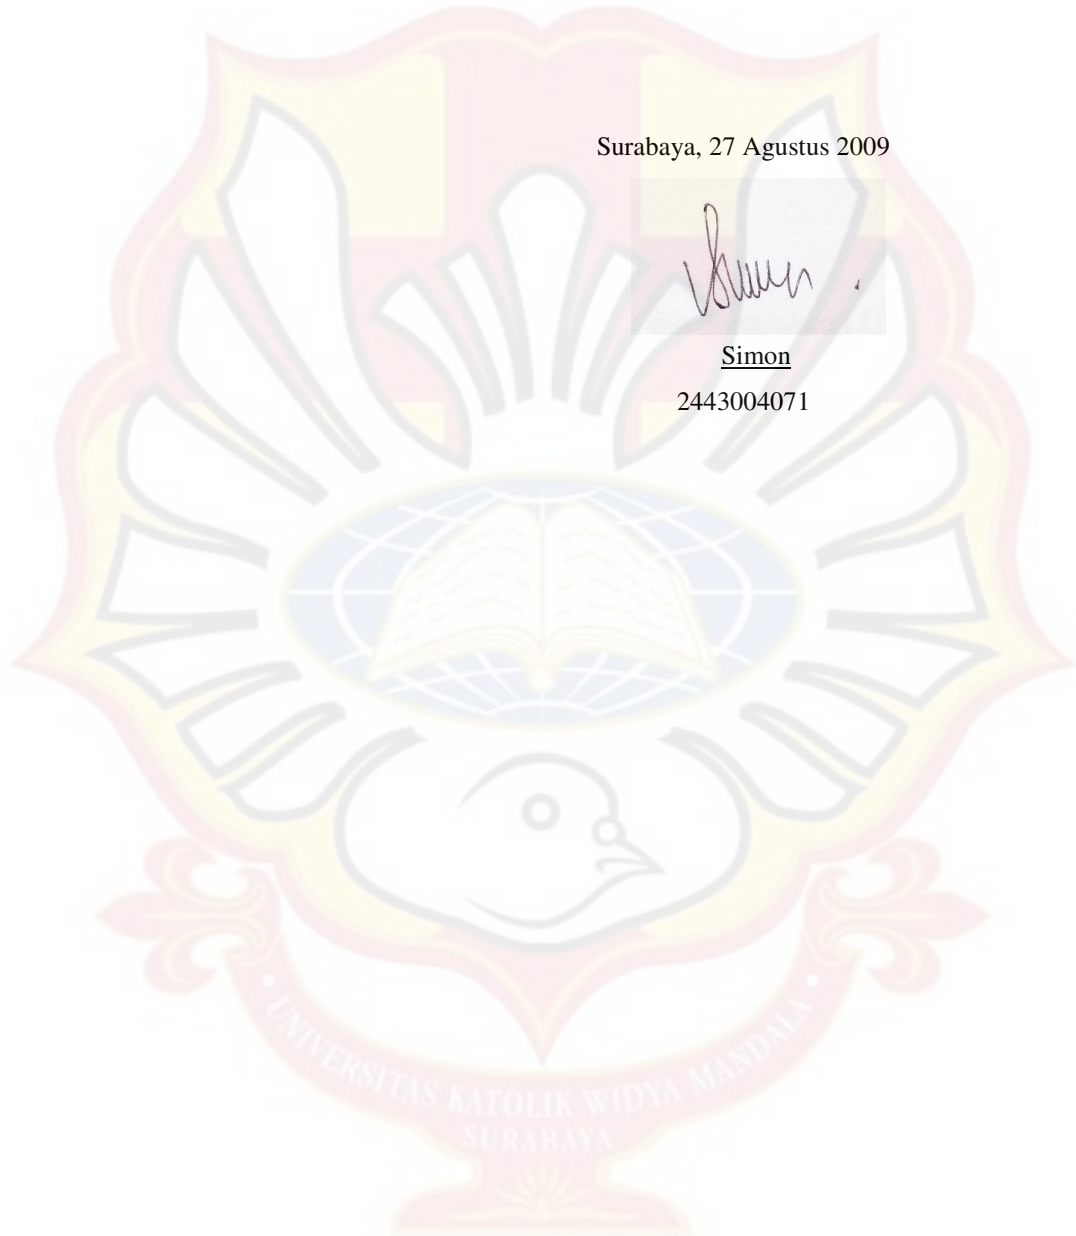 Surabaya, 27 Agustus 2009
Simon
2443004071
• UNIVERSITAS KATOLIK WIDYA MANDALA •
SURABAYA